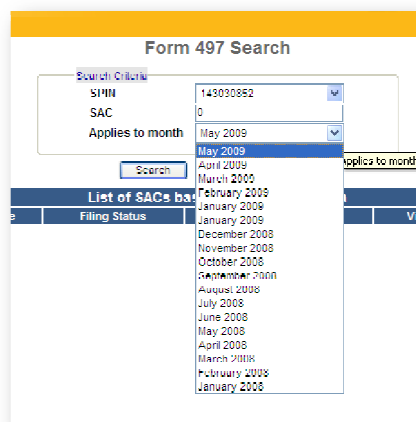 Form 497 Search
Search Criteria
SPIN 143030852
SAC 0
Applies to month May 2009
May 2009
April 2009
Applies to month
March 2009
Search
February 2009
List of SACs bas
January 2009
January 2009
Filing Status
December 2008
November 2008
October 2008
September 2008
August 2008
July 2008
June 2008
May 2008
April 2008
March 2008
February 2008
January 2008